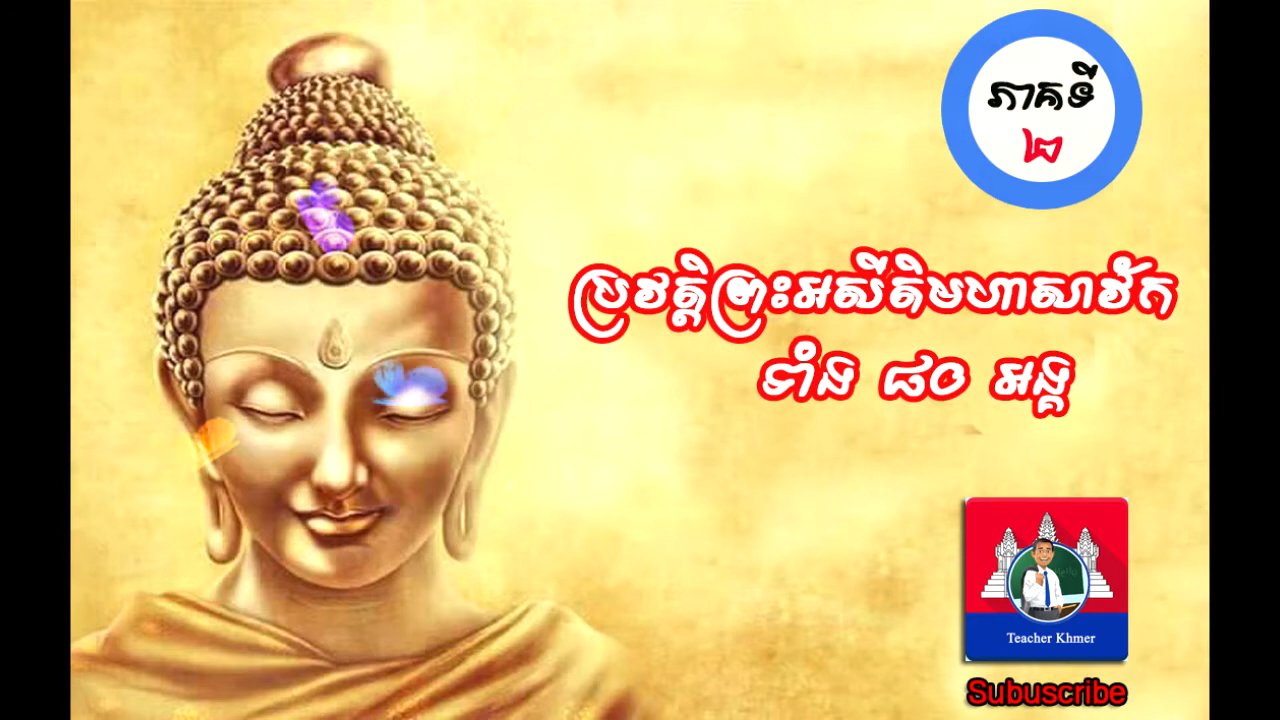 ភាគទី
២
ប្រវត្តិព្រះអសីតិមហាសាវ័ក
ទាំង ៨០ អង្គ
Teacher Khmer
Subuscribe